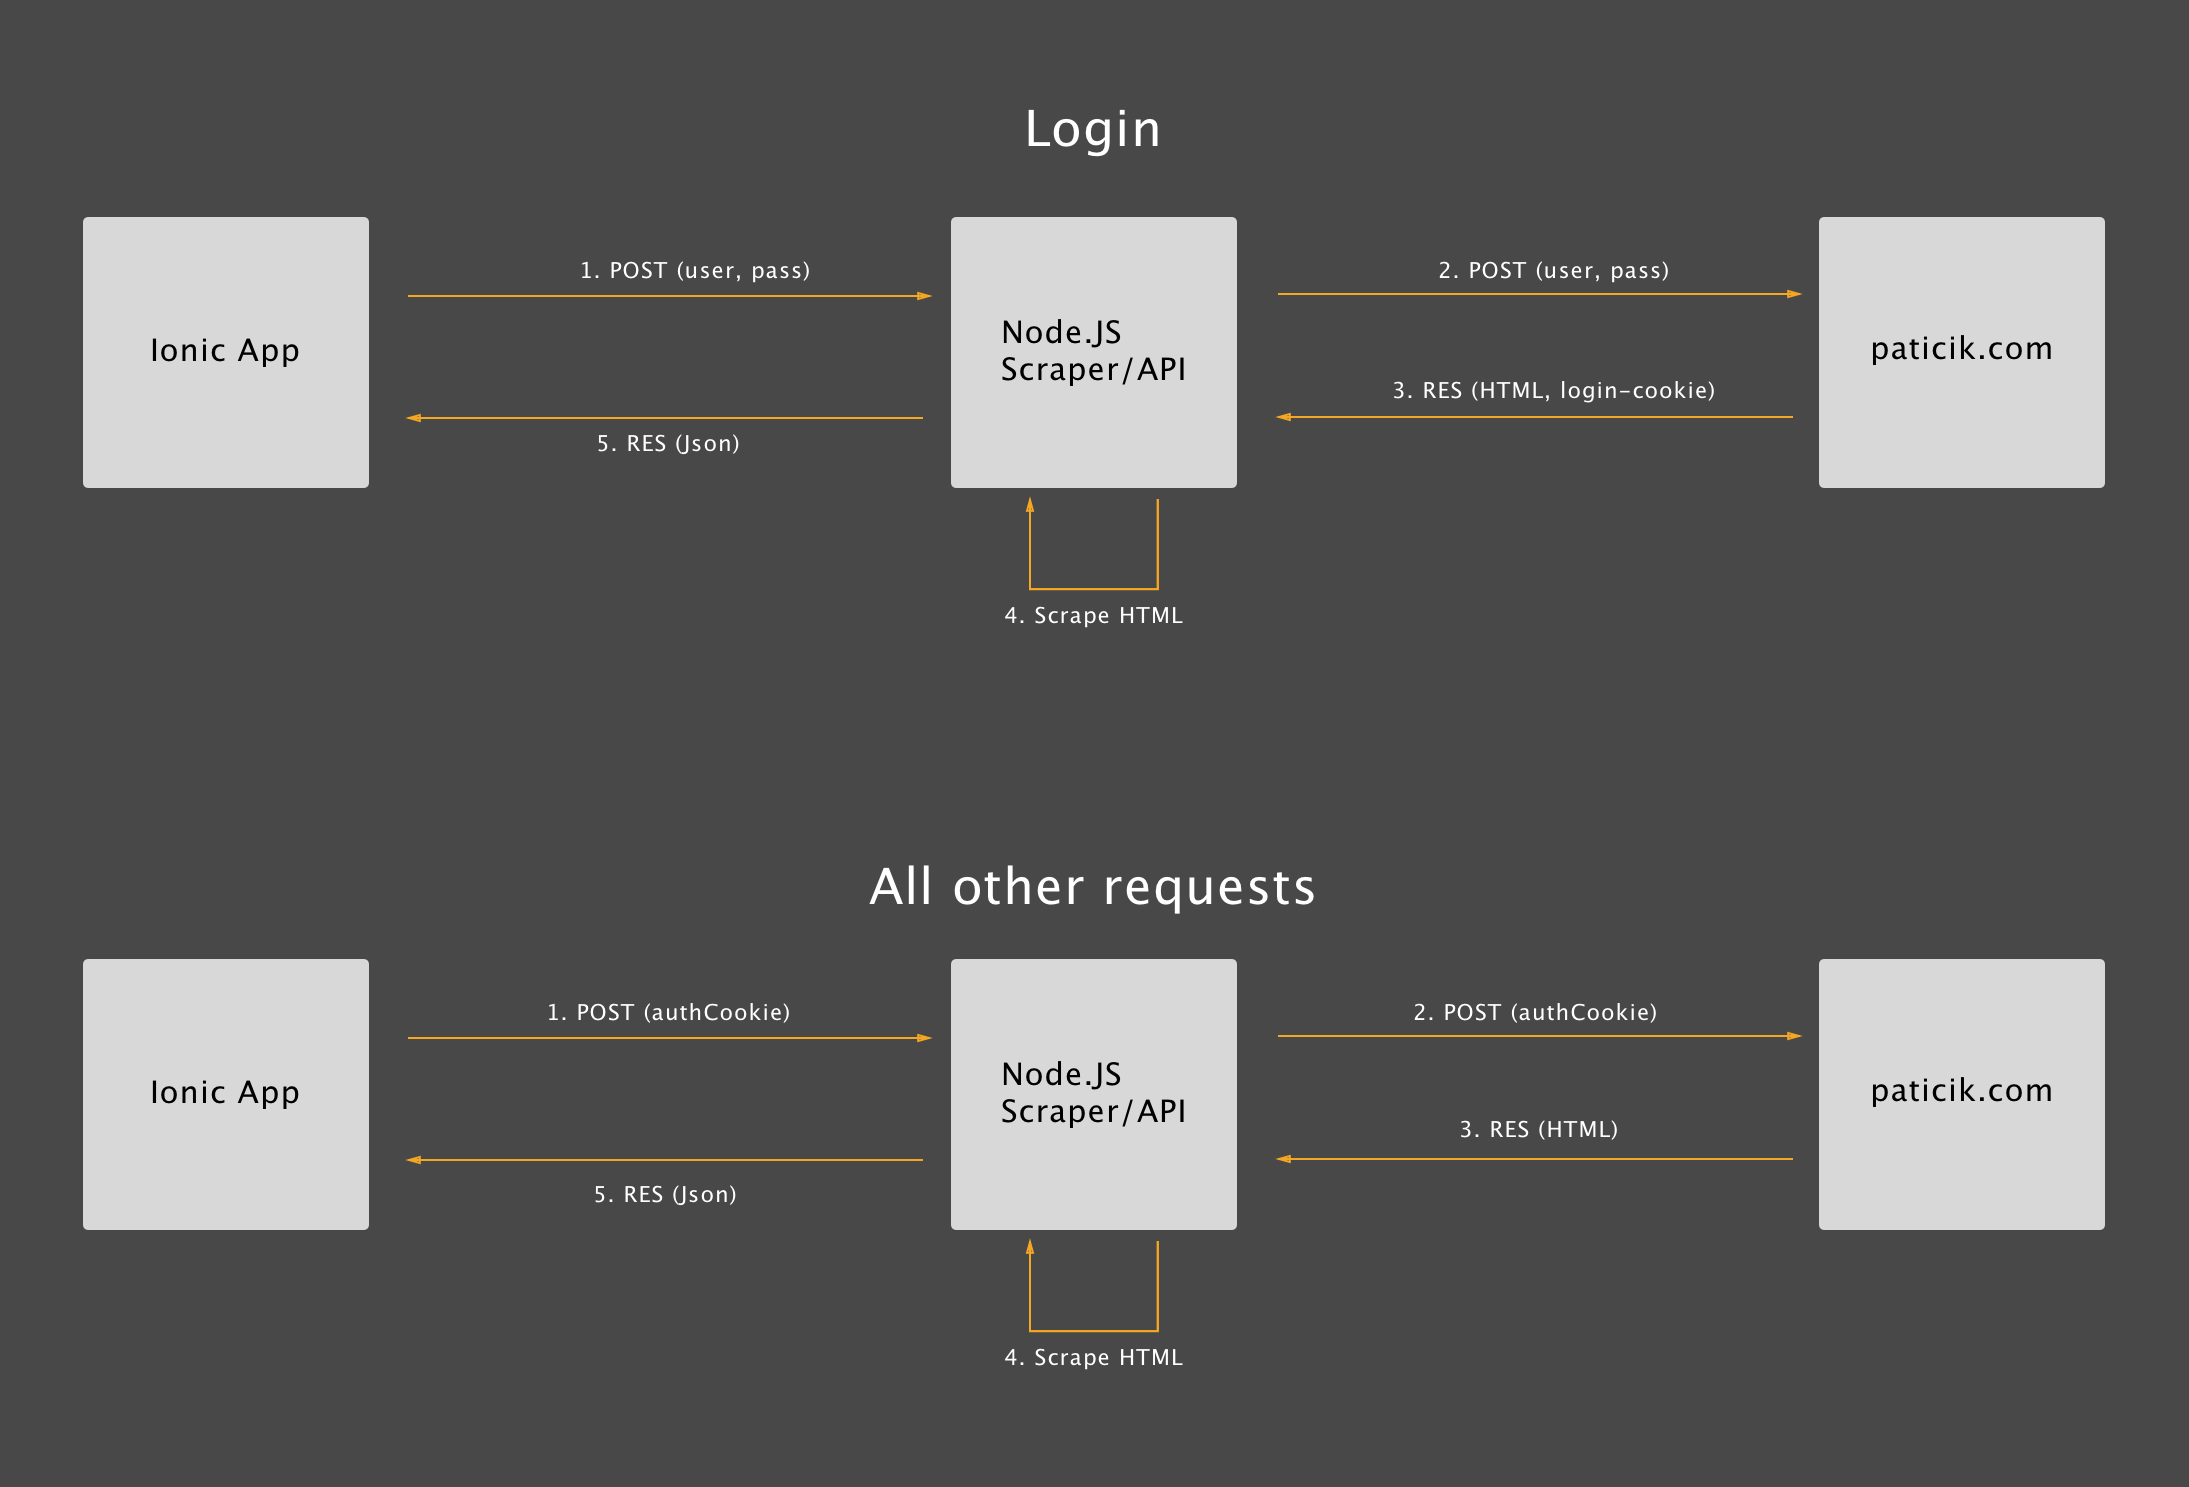 Login
1. POST (user, pass)
2. POST (user, pass)
Ionic App
Node.JS
Scraper/API
paticik.com
3. RES (HTML, login-cookie)
5. RES (Json)
4. Scrape HTML
All other requests
1. POST (authCookie)
2. POST (authCookie)
Ionic App
Node.JS
Scraper/API
paticik.com
3. RES (HTML)
5. RES (Json)
4. Scrape HTML